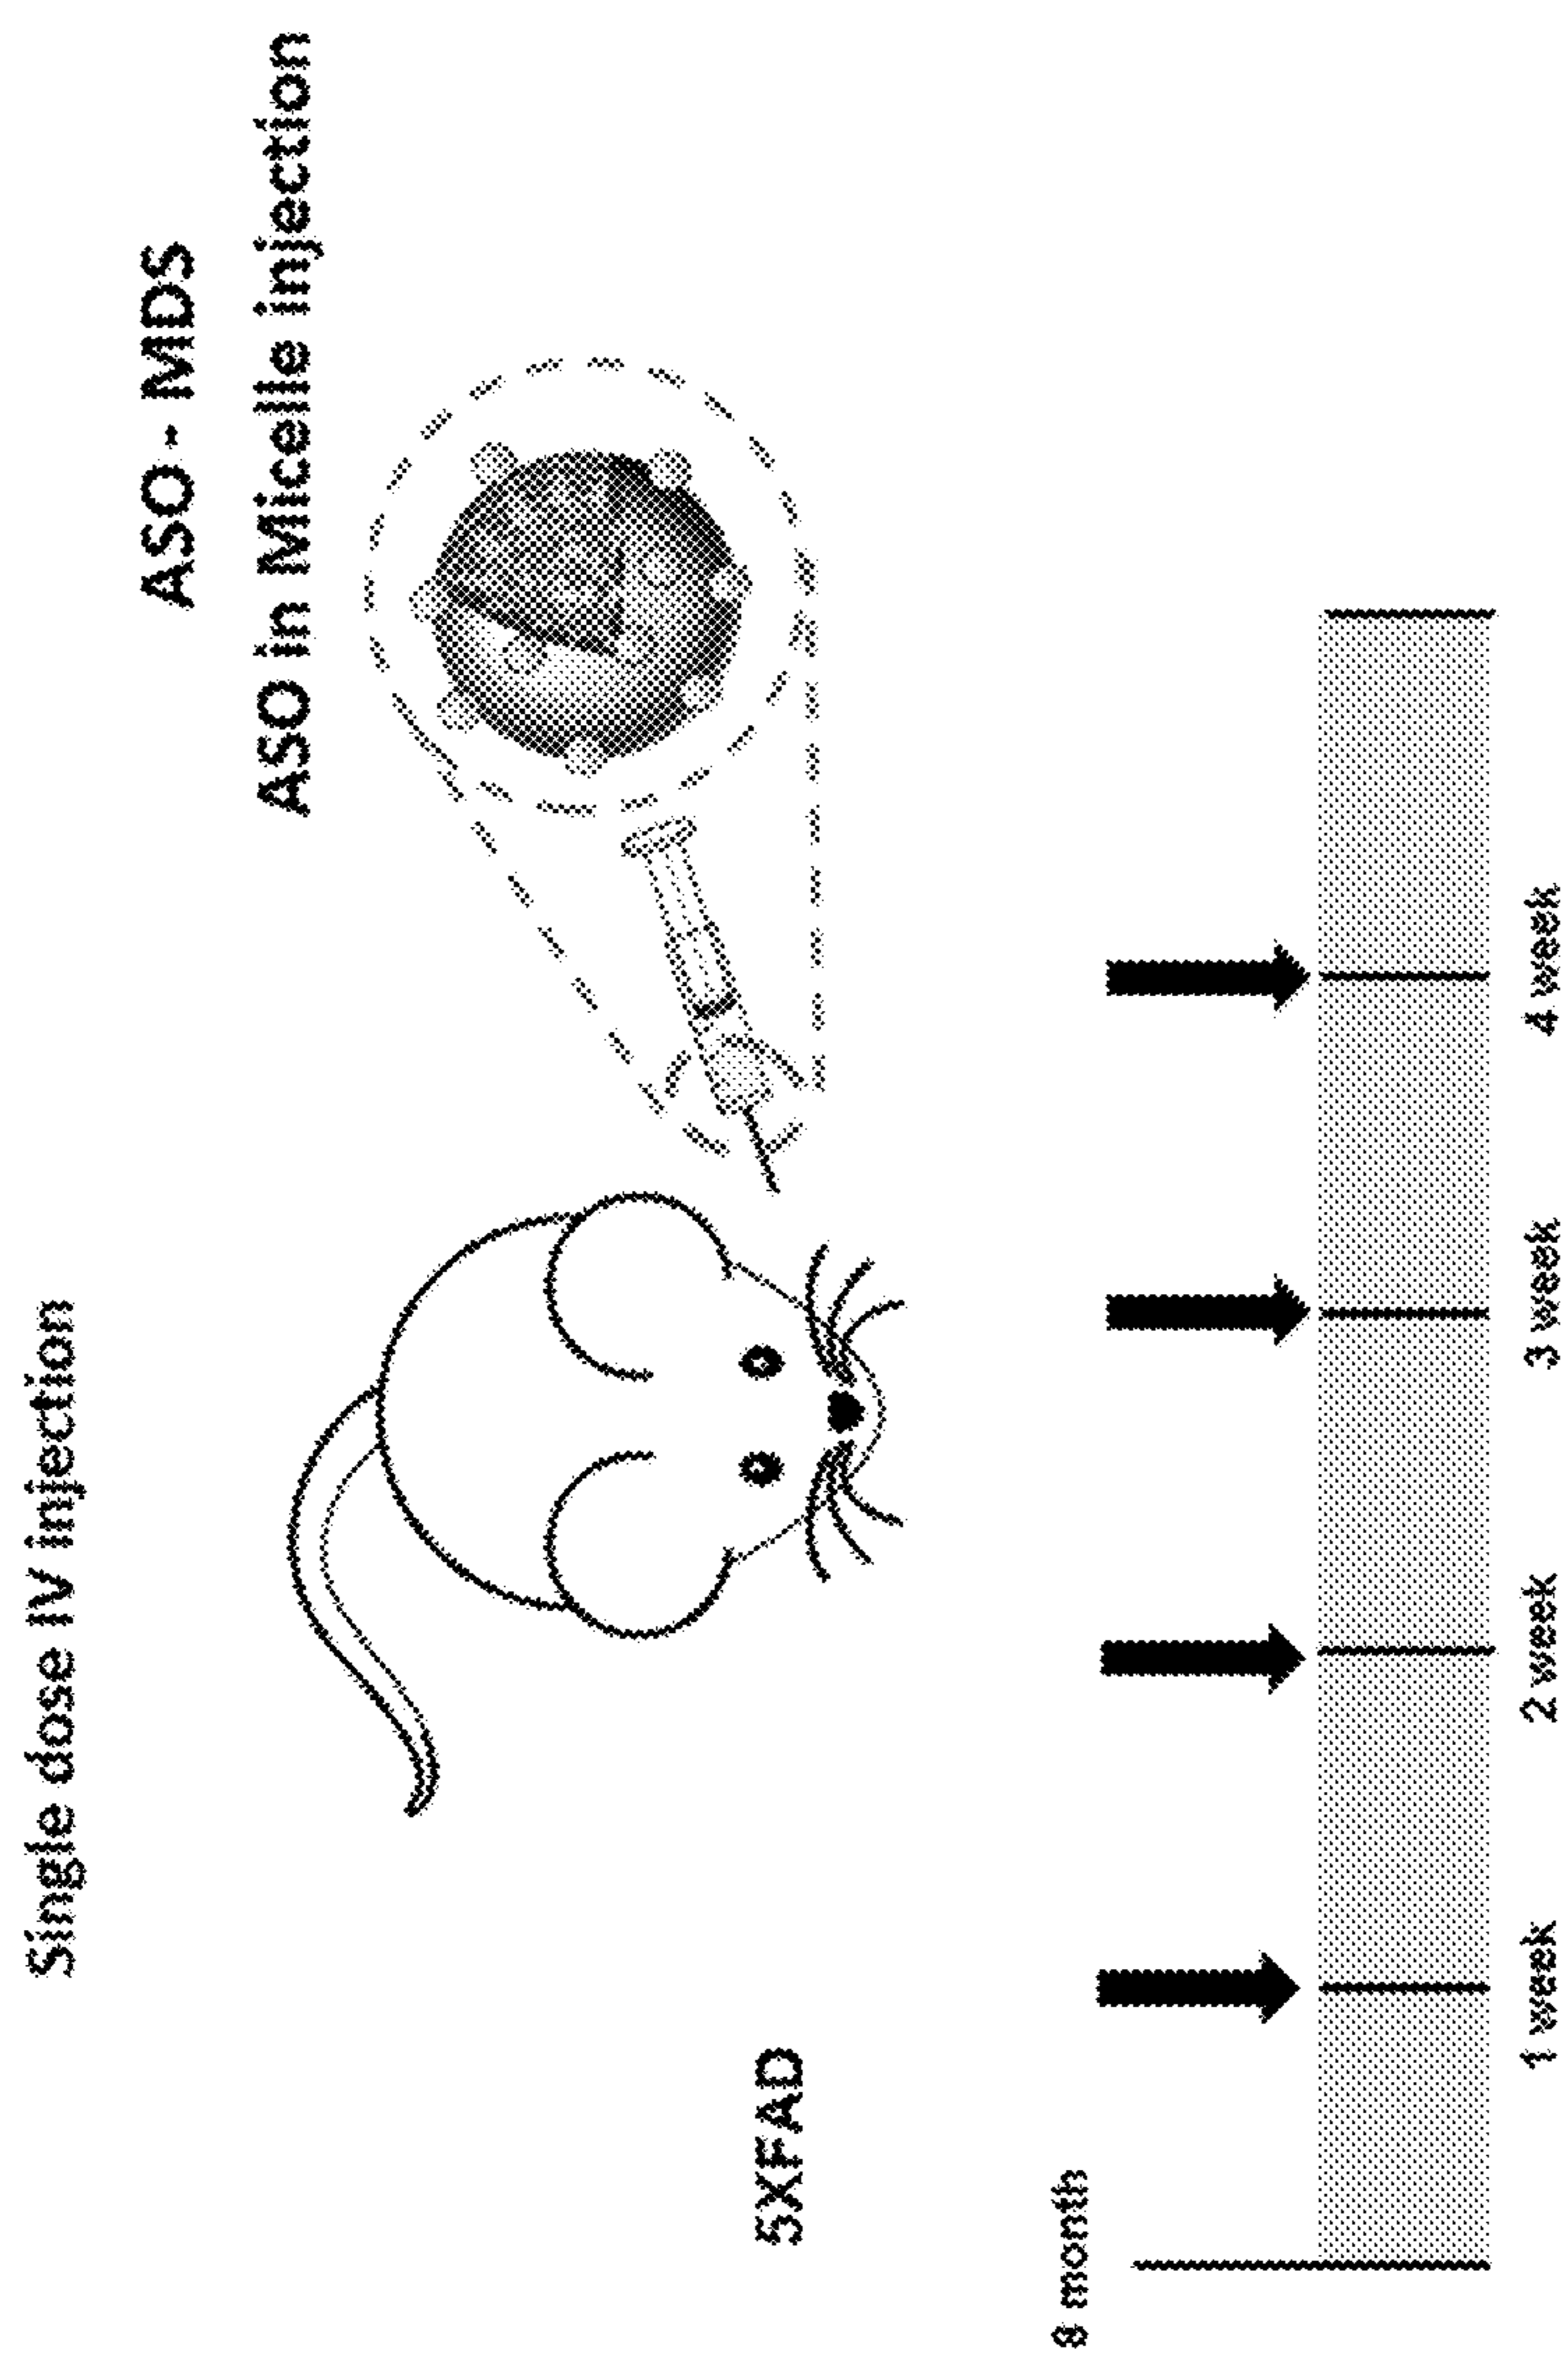 Single dose IV injection
ASO - MDS
ASO in Micelle injection
5XFAD
8 month
1 week
2 week
3 week
4 week